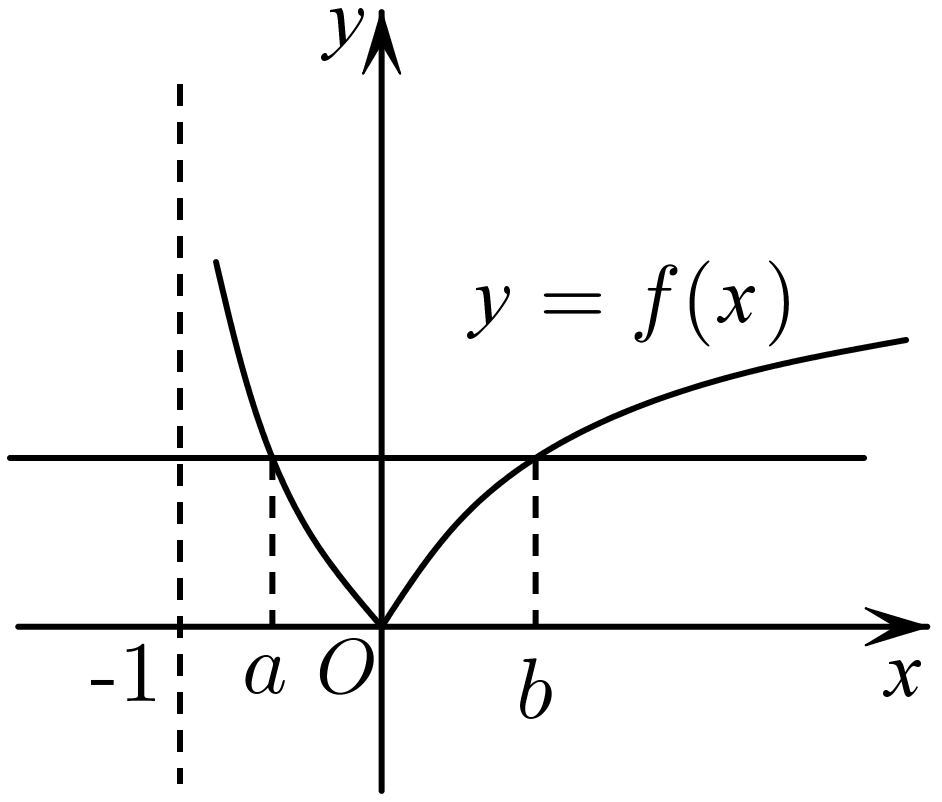 y
y = f(x)
-1 a O b x